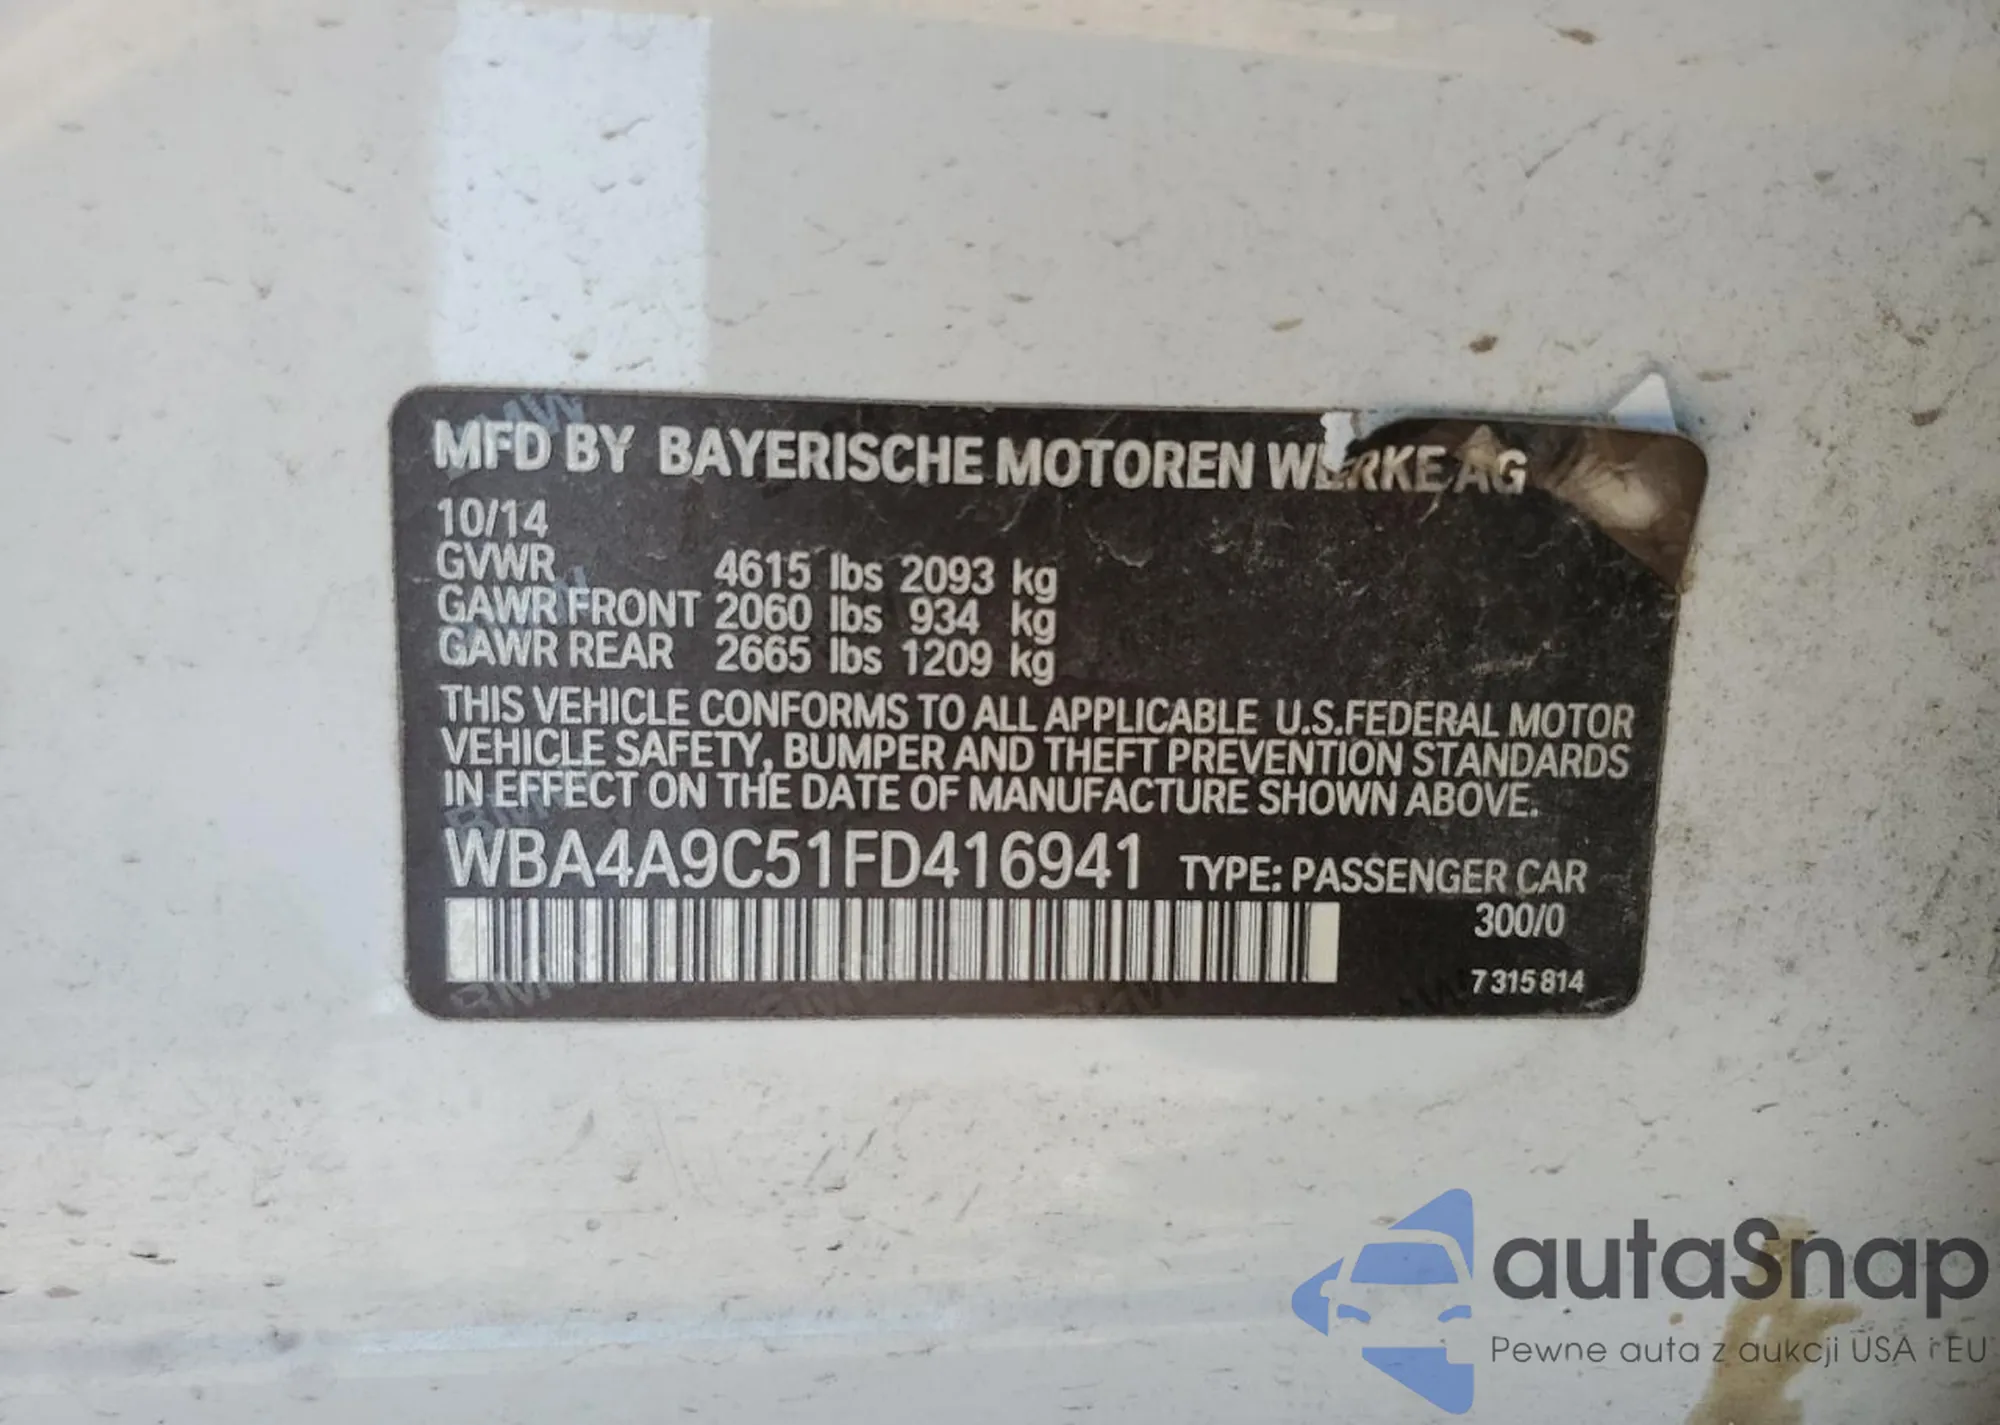 MFD BY BAYERISCHE MOTOREN WERKE AG
10/14
GVWR 4615 lbs 2093 kg
GAWR FRONT 2060 lbs 934 kg
GAWR REAR 2665 lbs 1209 kg
THIS VEHICLE CONFORMS TO ALL APPLICABLE U.S.FEDERAL MOTOR
VEHICLE SAFETY, BUMPER AND THEFT PREVENTION STANDARDS
IN EFFECT ON THE DATE OF MANUFACTURE SHOWN ABOVE.
WBA4A9C51FD416941 TYPE: PASSENGER CAR
300/0
7 315 814
autaSnap
Pewne auta z aukcji USA i EU